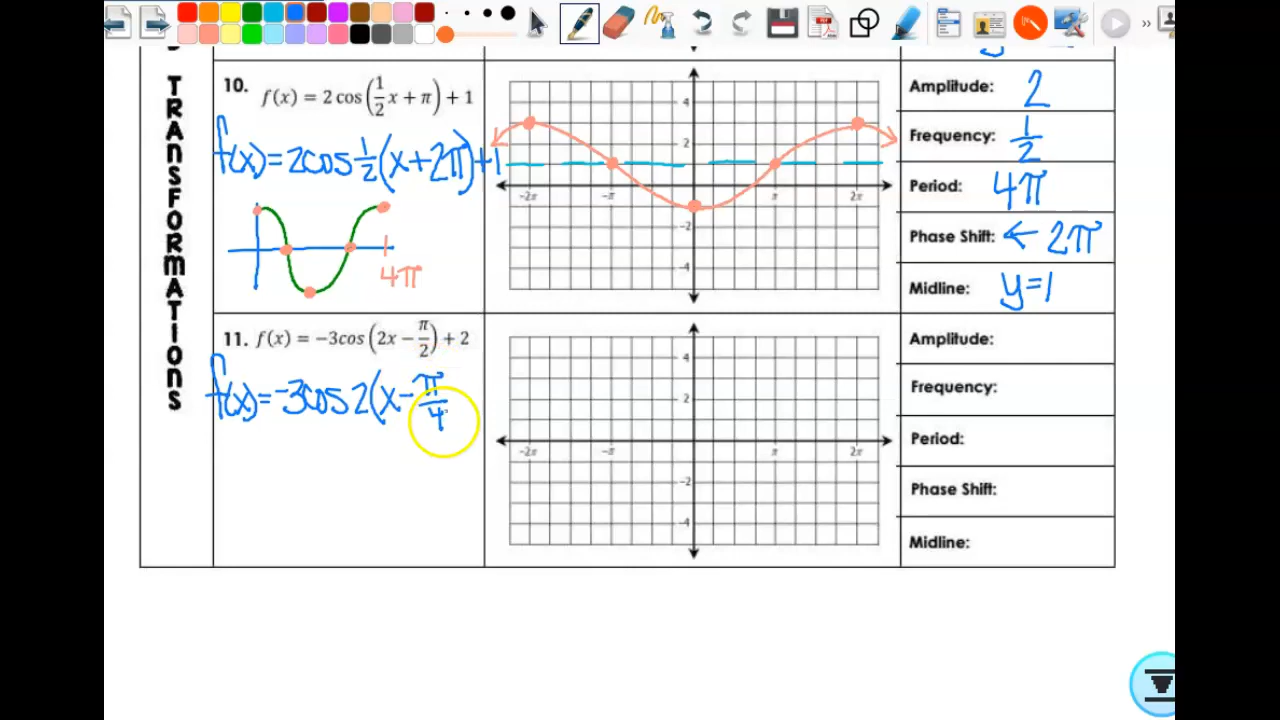 TRANSFORMATIONS
10. f(x) = 2 cos(1/2 x + π) + 1
f(x)=2cos 1/2(x+2π)+1
4π
4
2
-2π
-π
π
2π
-2
-4
Amplitude: 2
Frequency: 1/2
Period: 4π
Phase Shift: ← 2π
Midline: y=1
11. f(x) = −3cos(2x − π/2) + 2
f(x)=-3cos2(x-π/4
4
2
-2π
-π
π
2π
-2
-4
Amplitude:
Frequency:
Period:
Phase Shift:
Midline: